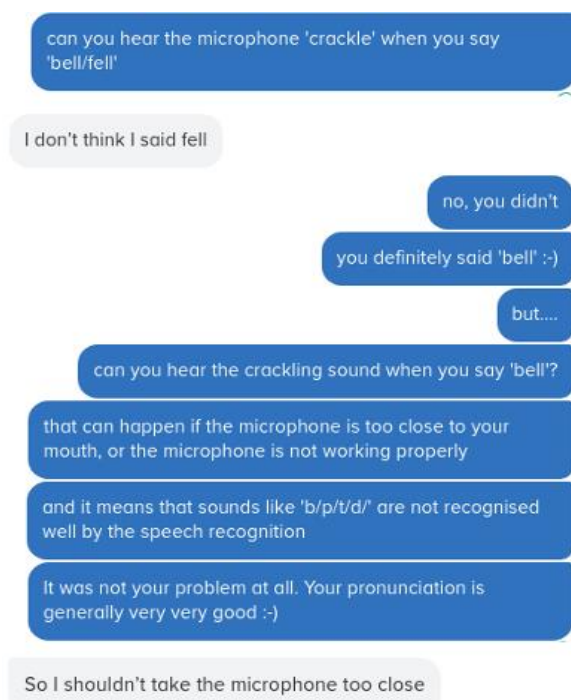 can you hear the microphone 'crackle' when you say
'bell/fell'
I don't think I said fell
no, you didn't
you definitely said 'bell' :-)
but....
can you hear the crackling sound when you say 'bell'?
that can happen if the microphone is too close to your
mouth, or the microphone is not working properly
and it means that sounds like 'b/p/t/d/' are not recognised
well by the speech recognition
It was not your problem at all. Your pronunciation is
generally very very good :-)
So I shouldn't take the microphone too close